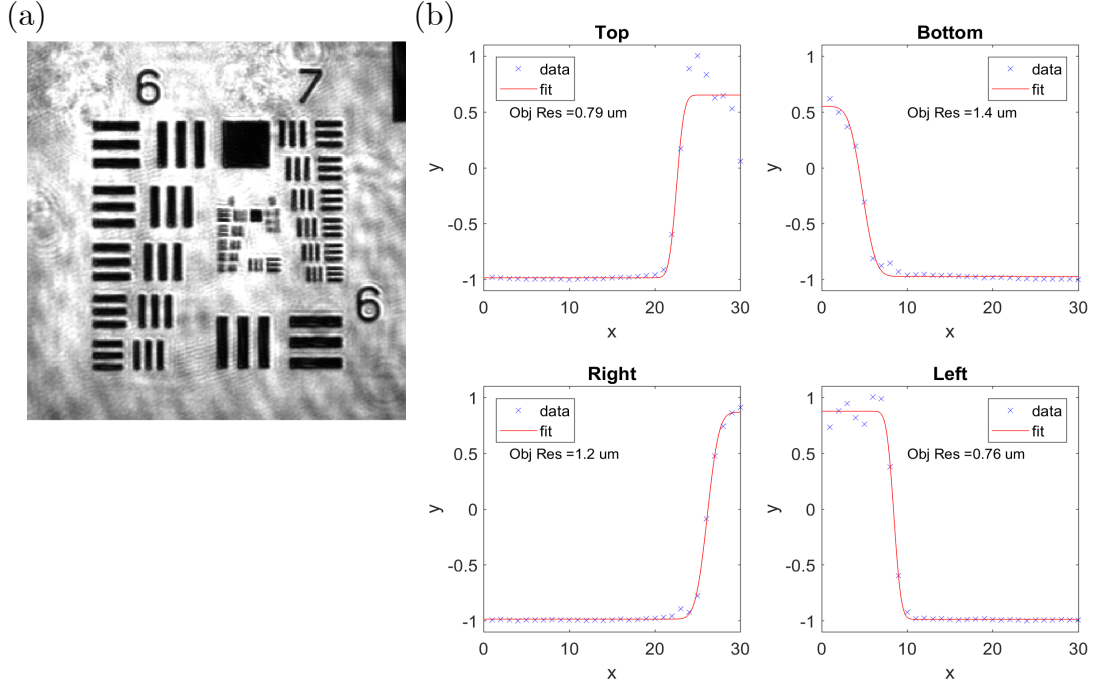 (a)
6
7
6
(b)
Top
data
fit
Obj Res =0.79 um
1
0.5
0
-0.5
-1
0
10
20
30
y
x
Bottom
data
fit
Obj Res =1.4 um
1
0.5
0
-0.5
-1
0
10
20
30
y
x
Right
data
fit
Obj Res =1.2 um
1
0.5
0
-0.5
-1
0
10
20
30
y
x
Left
data
fit
Obj Res =0.76 um
1
0.5
0
-0.5
-1
0
10
20
30
y
x